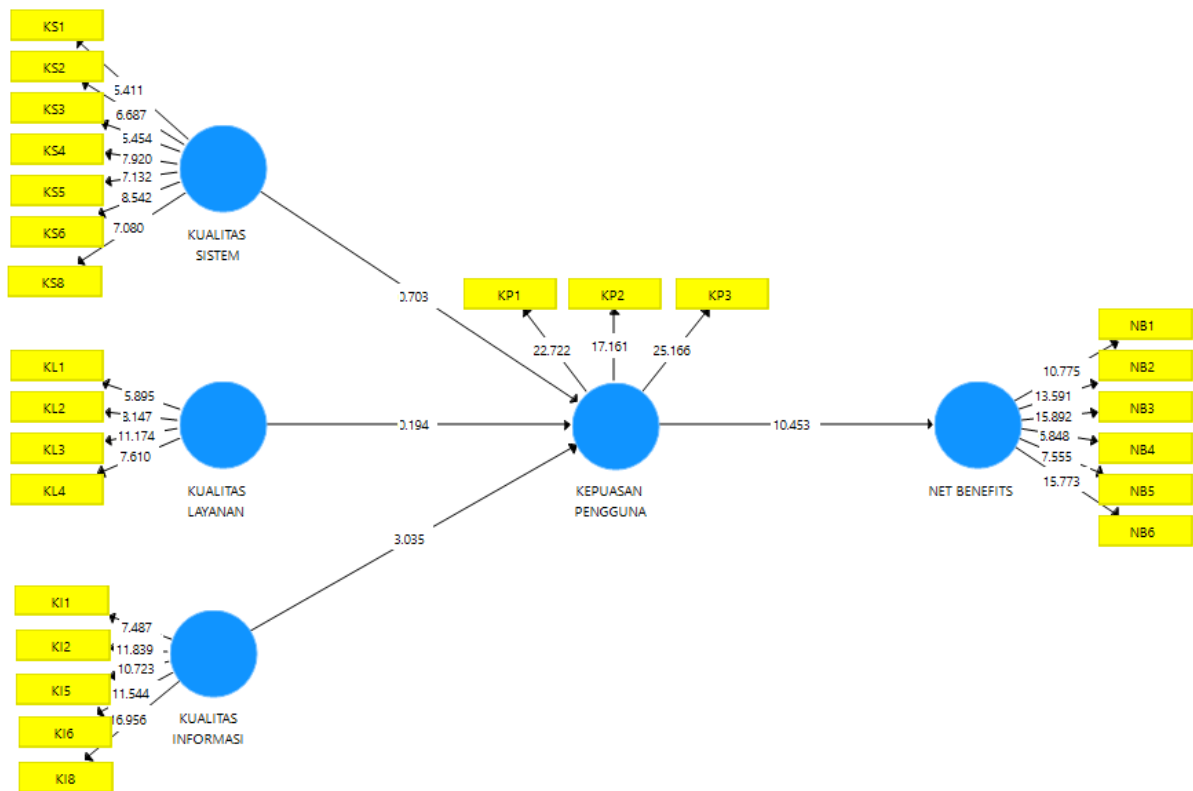 KS1
KS2
KS3
KS4
KS5
KS6
KS8
5.411
6.687
5.454
7.920
7.132
8.542
7.080
KUALITAS
SISTEM
0.703
KL1
KL2
KL3
KL4
5.895
11.174
7.610
KUALITAS
LAYANAN
0.194
KI1
KI2
KI5
KI6
KI8
7.487
11.839
10.723
11.544
16.956
KUALITAS
INFORMASI
3.035
KP1
KP2
KP3
22.722
17.161
25.166
KEPUASAN
PENGGUNA
10.453
NET BENEFITS
10.775
13.591
15.892
5.848
7.555
15.773
NB1
NB2
NB3
NB4
NB5
NB6